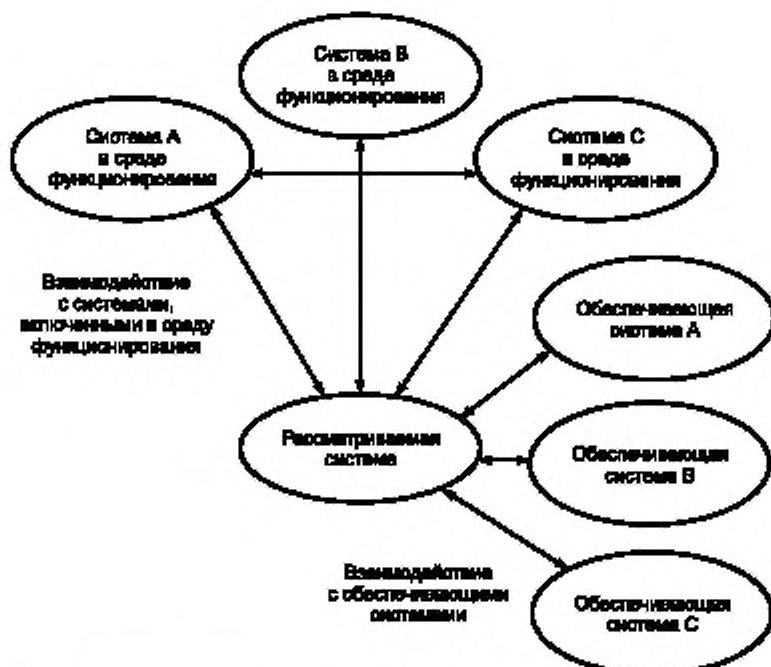 Система B
в среде
функционирования
Система A
в среде
функционирования
Система C
в среде
функционирования
Взаимодействие
с системами,
включенными в среду
функционирования
Обеспечивающая
система A
Рассматриваемая
система
Обеспечивающая
система B
Взаимодействие
с обеспечивающими
системами
Обеспечивающая
система C